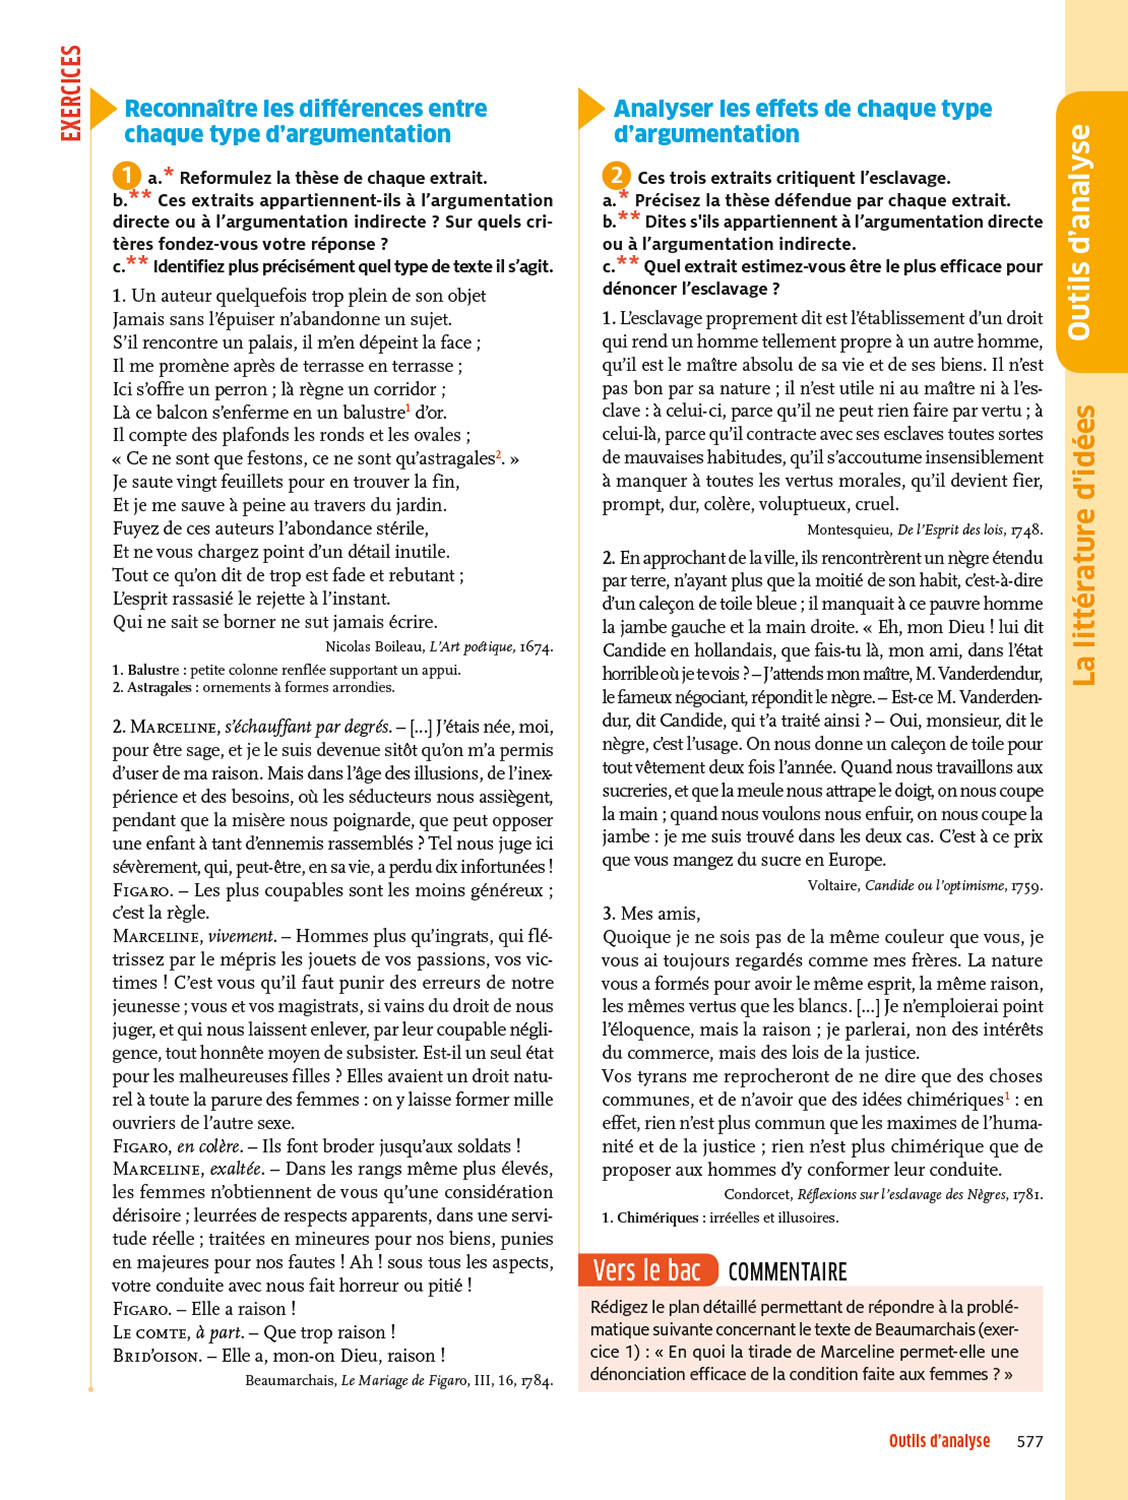 EXERCICES
Reconnaître les différences entre
chaque type d'argumentation
1 a.* Reformulez la thèse de chaque extrait.
b.** Ces extraits appartiennent-ils à l'argumentation
directe ou à l'argumentation indirecte ? Sur quels cri-
tères fondez-vous votre réponse ?
c.** Identifiez plus précisément quel type de texte il s'agit.
1. Un auteur quelquefois trop plein de son objet
Jamais sans l'épuiser n'abandonne un sujet.
S'il rencontre un palais, il m'en dépeint la face ;
Il me promène après de terrasse en terrasse ;
Ici s'offre un perron ; là règne un corridor ;
Là ce balcon s'enferme en un balustre1 d'or.
Il compte des plafonds les ronds et les ovales ;
« Ce ne sont que festons, ce ne sont qu'astragales2. »
Je saute vingt feuillets pour en trouver la fin,
Et je me sauve à peine au travers du jardin.
Fuyez de ces auteurs l'abondance stérile,
Et ne vous chargez point d'un détail inutile.
Tout ce qu'on dit de trop est fade et rebutant ;
L'esprit rassasié le rejette à l'instant.
Qui ne sait se borner ne sut jamais écrire.
Nicolas Boileau, L'Art poétique, 1674.
1. Balustre : petite colonne renflée supportant un appui.
2. Astragales : ornements à formes arrondies.
2. MARCELINE, s'échauffant par degrés. – [...] J'étais née, moi,
pour être sage, et je le suis devenue sitôt qu'on m'a permis
d'user de ma raison. Mais dans l'âge des illusions, de l'inex-
périence et des besoins, où les séducteurs nous assiègent,
pendant que la misère nous poignarde, que peut opposer
une enfant à tant d'ennemis rassemblés ? Tel nous juge ici
sévèrement, qui, peut-être, en sa vie, a perdu dix infortunées !
FIGARO. – Les plus coupables sont les moins généreux ;
c'est la règle.
MARCELINE, vivement. – Hommes plus qu'ingrats, qui flé-
trissez par le mépris les jouets de vos passions, vos vic-
times ! C'est vous qu'il faut punir des erreurs de notre
jeunesse ; vous et vos magistrats, si vains du droit de nous
juger, et qui nous laissent enlever, par leur coupable négli-
gence, tout honnête moyen de subsister. Est-il un seul état
pour les malheureuses filles ? Elles avaient un droit natu-
rel à toute la parure des femmes : on y laisse former mille
ouvriers de l'autre sexe.
FIGARO, en colère. – Ils font broder jusqu'aux soldats !
MARCELINE, exaltée. – Dans les rangs même plus élevés,
les femmes n'obtiennent de vous qu'une considération
dérisoire ; leurrées de respects apparents, dans une servi-
tude réelle ; traitées en mineures pour nos biens, punies
en majeures pour nos fautes ! Ah ! sous tous les aspects,
votre conduite avec nous fait horreur ou pitié !
FIGARO. – Elle a raison !
LE COMTE, à part. – Que trop raison !
BRID'OISON. – Elle a, mon-on Dieu, raison !
Beaumarchais, Le Mariage de Figaro, III, 16, 1784.
Analyser les effets de chaque type
d'argumentation
2 Ces trois extraits critiquent l'esclavage.
a.* Précisez la thèse défendue par chaque extrait.
b.** Dites s'ils appartiennent à l'argumentation directe
ou à l'argumentation indirecte.
c.** Quel extrait estimez-vous être le plus efficace pour
dénoncer l'esclavage ?
1. L'esclavage proprement dit est l'établissement d'un droit
qui rend un homme tellement propre à un autre homme,
qu'il est le maître absolu de sa vie et de ses biens. Il n'est
pas bon par sa nature ; il n'est utile ni au maître ni à l'es-
clave : à celui-ci, parce qu'il ne peut rien faire par vertu ; à
celui-là, parce qu'il contracte avec ses esclaves toutes sortes
de mauvaises habitudes, qu'il s'accoutume insensiblement
à manquer à toutes les vertus morales, qu'il devient fier,
prompt, dur, colère, voluptueux, cruel.
Montesquieu, De l'Esprit des lois, 1748.
2. En approchant de la ville, ils rencontrèrent un nègre étendu
par terre, n'ayant plus que la moitié de son habit, c'est-à-dire
d'un caleçon de toile bleue ; il manquait à ce pauvre homme
la jambe gauche et la main droite. « Eh, mon Dieu ! lui dit
Candide en hollandais, que fais-tu là, mon ami, dans l'état
horrible où je te vois ? – J'attends mon maître, M. Vanderdendur,
le fameux négociant, répondit le nègre. – Est-ce M. Vanderden-
dur, dit Candide, qui t'a traité ainsi ? – Oui, monsieur, dit le
nègre, c'est l'usage. On nous donne un caleçon de toile pour
tout vêtement deux fois l'année. Quand nous travaillons aux
sucreries, et que la meule nous attrape le doigt, on nous coupe
la main ; quand nous voulons nous enfuir, on nous coupe la
jambe : je me suis trouvé dans les deux cas. C'est à ce prix
que vous mangez du sucre en Europe.
Voltaire, Candide ou l'optimisme, 1759.
3. Mes amis,
Quoique je ne sois pas de la même couleur que vous, je
vous ai toujours regardés comme mes frères. La nature
vous a formés pour avoir le même esprit, la même raison,
les mêmes vertus que les blancs. [...] Je n'emploierai point
l'éloquence, mais la raison ; je parlerai, non des intérêts
du commerce, mais des lois de la justice.
Vos tyrans me reprocheront de ne dire que des choses
communes, et de n'avoir que des idées chimériques1 : en
effet, rien n'est plus commun que les maximes de l'huma-
nité et de la justice ; rien n'est plus chimérique que de
proposer aux hommes d'y conformer leur conduite.
Condorcet, Réflexions sur l'esclavage des Nègres, 1781.
1. Chimériques : irréelles et illusoires.
Vers le bac COMMENTAIRE
Rédigez le plan détaillé permettant de répondre à la problé-
matique suivante concernant le texte de Beaumarchais (exer-
cice 1) : « En quoi la tirade de Marceline permet-elle une
dénonciation efficace de la condition faite aux femmes ? »
Outils d'analyse
La littérature d'idées
Outils d'analyse 577